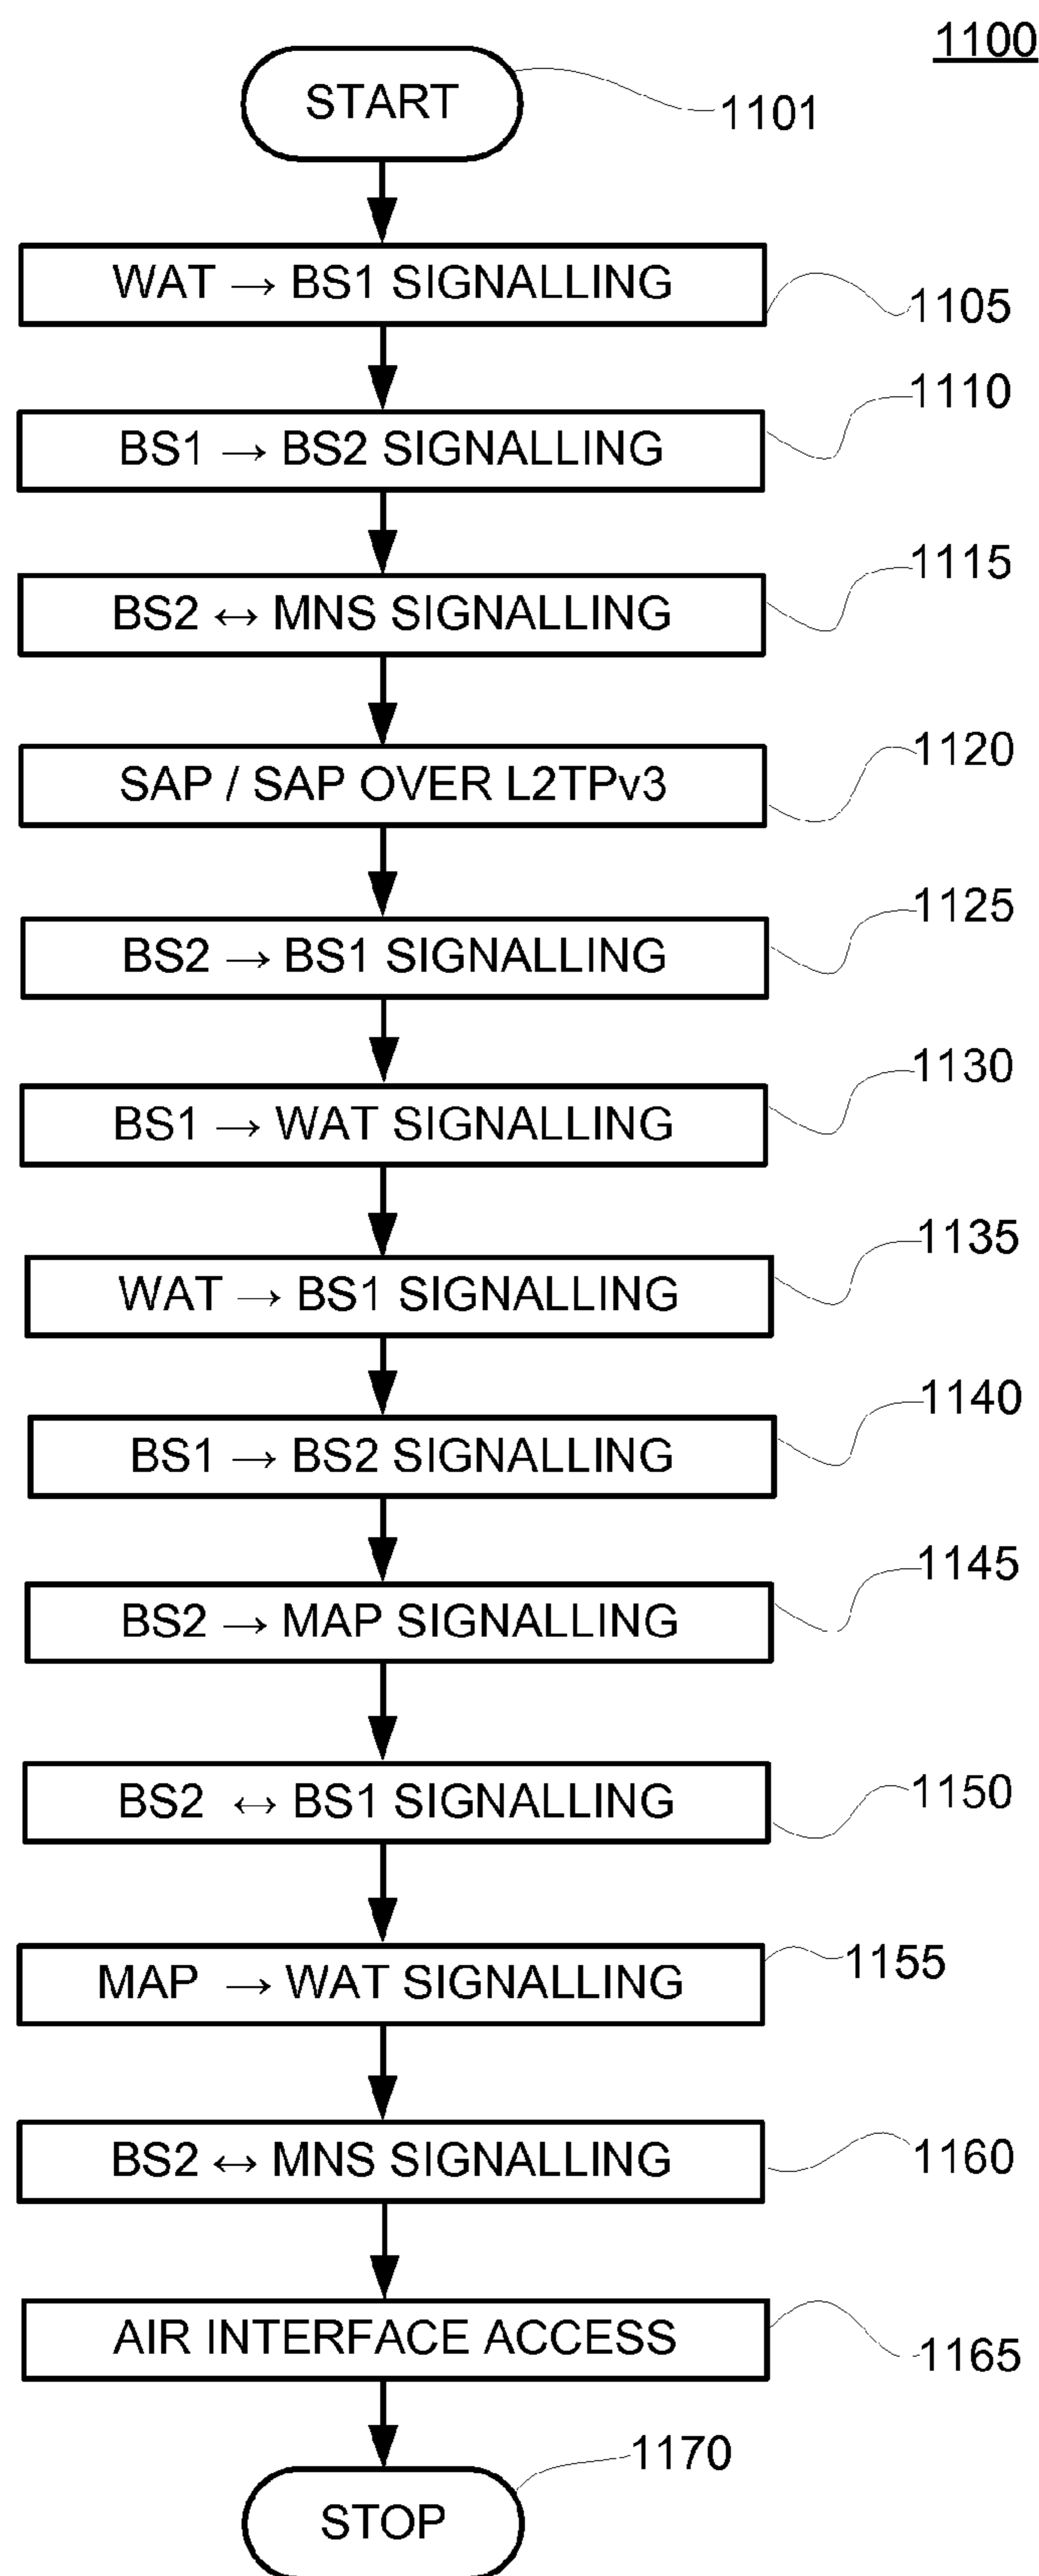 1100
START
1101
WAT → BS1 SIGNALLING
1105
BS1 → BS2 SIGNALLING
1110
BS2 ↔ MNS SIGNALLING
1115
SAP / SAP OVER L2TPv3
1120
BS2 → BS1 SIGNALLING
1125
BS1 → WAT SIGNALLING
1130
WAT → BS1 SIGNALLING
1135
BS1 → BS2 SIGNALLING
1140
BS2 → MAP SIGNALLING
1145
BS2 ↔ BS1 SIGNALLING
1150
MAP → WAT SIGNALLING
1155
BS2 ↔ MNS SIGNALLING
1160
AIR INTERFACE ACCESS
1165
STOP
1170